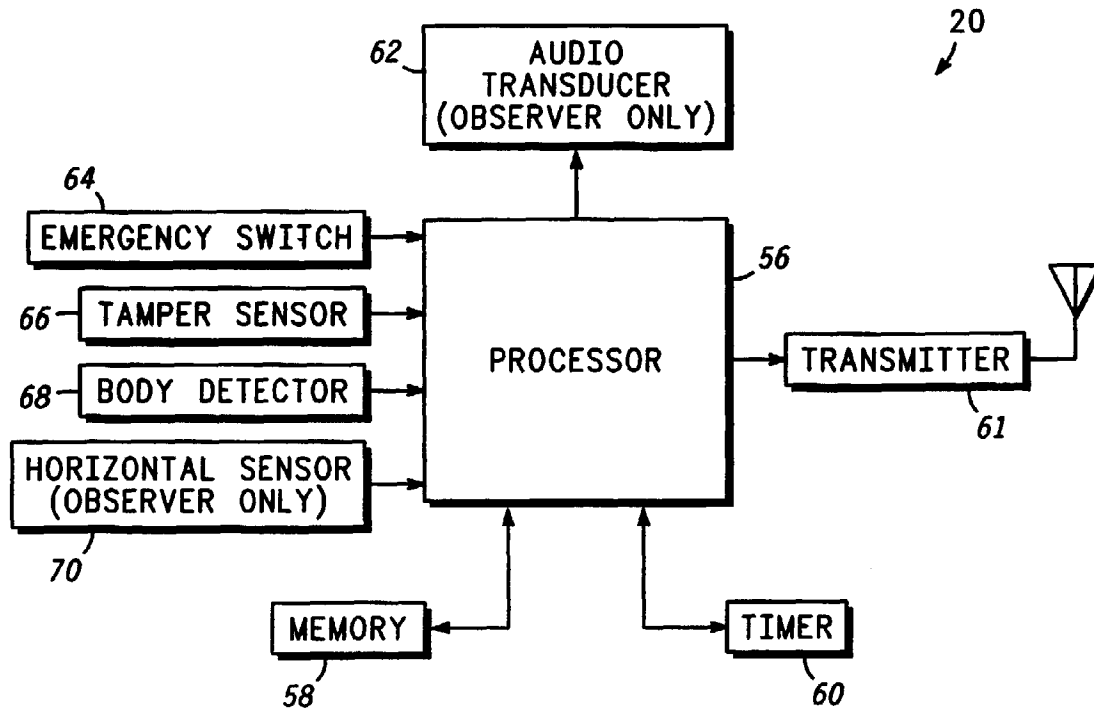 20
62
AUDIO
TRANSDUCER
(OBSERVER ONLY)
64
EMERGENCY SWITCH
56
66
TAMPER SENSOR
PROCESSOR
TRANSMITTER
61
68
BODY DETECTOR
HORIZONTAL SENSOR
(OBSERVER ONLY)
70
MEMORY
58
TIMER
60